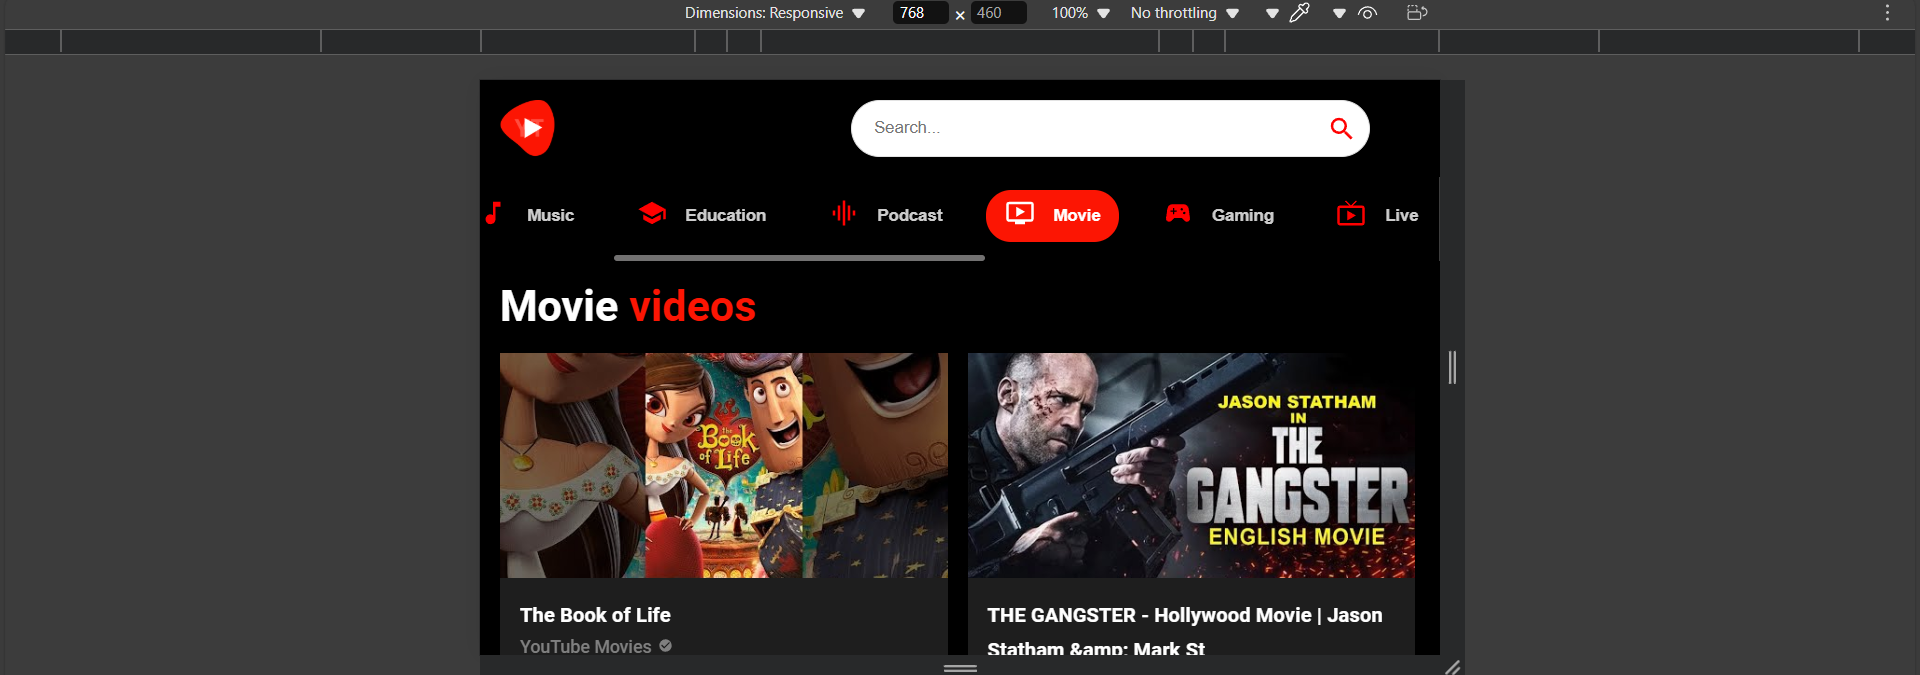 Dimensions: Responsive 768 × 460 100% No throttling
YT
Search...
Music Education Podcast Movie Gaming Live
Movie videos
the Book of Life
JASON STATHAM
IN
THE
GANGSTER
ENGLISH MOVIE
The Book of Life
YouTube Movies
THE GANGSTER - Hollywood Movie | Jason
Statham &amp; Mark St